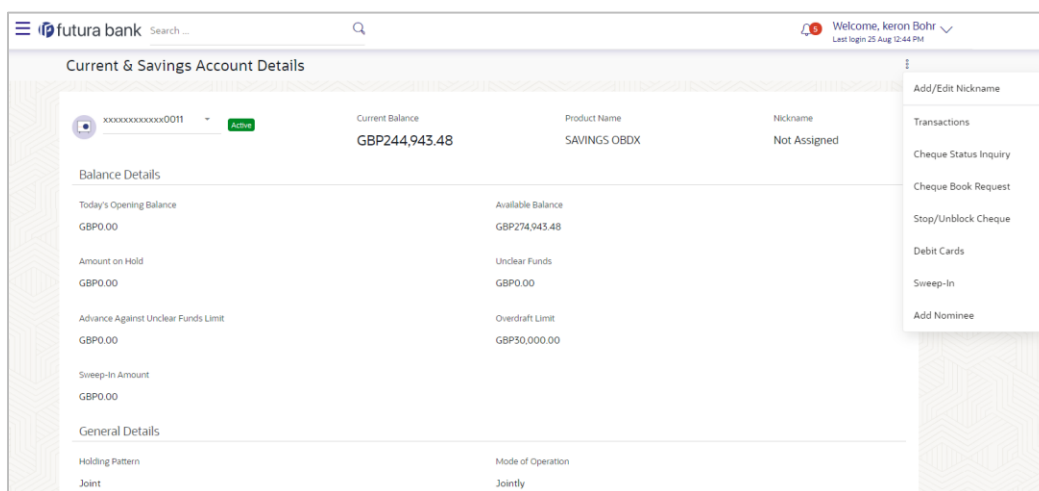 futura bank Search ... 5 Welcome, keron Bohr
Last login 25 Aug 12:44 PM
Current & Savings Account Details
Add/Edit Nickname
Transactions
Cheque Status Inquiry
Cheque Book Request
Stop/Unblock Cheque
Debit Cards
Sweep-In
Add Nominee
xxxxxxxxxxxx0011 Active
Current Balance Product Name Nickname
GBP244,943.48 SAVINGS OBDX Not Assigned
Balance Details
Today's Opening Balance Available Balance
GBP0.00 GBP274,943.48
Amount on Hold Unclear Funds
GBP0.00 GBP0.00
Advance Against Unclear Funds Limit Overdraft Limit
GBP0.00 GBP30,000.00
Sweep-In Amount
GBP0.00
General Details
Holding Pattern Mode of Operation
Joint Jointly